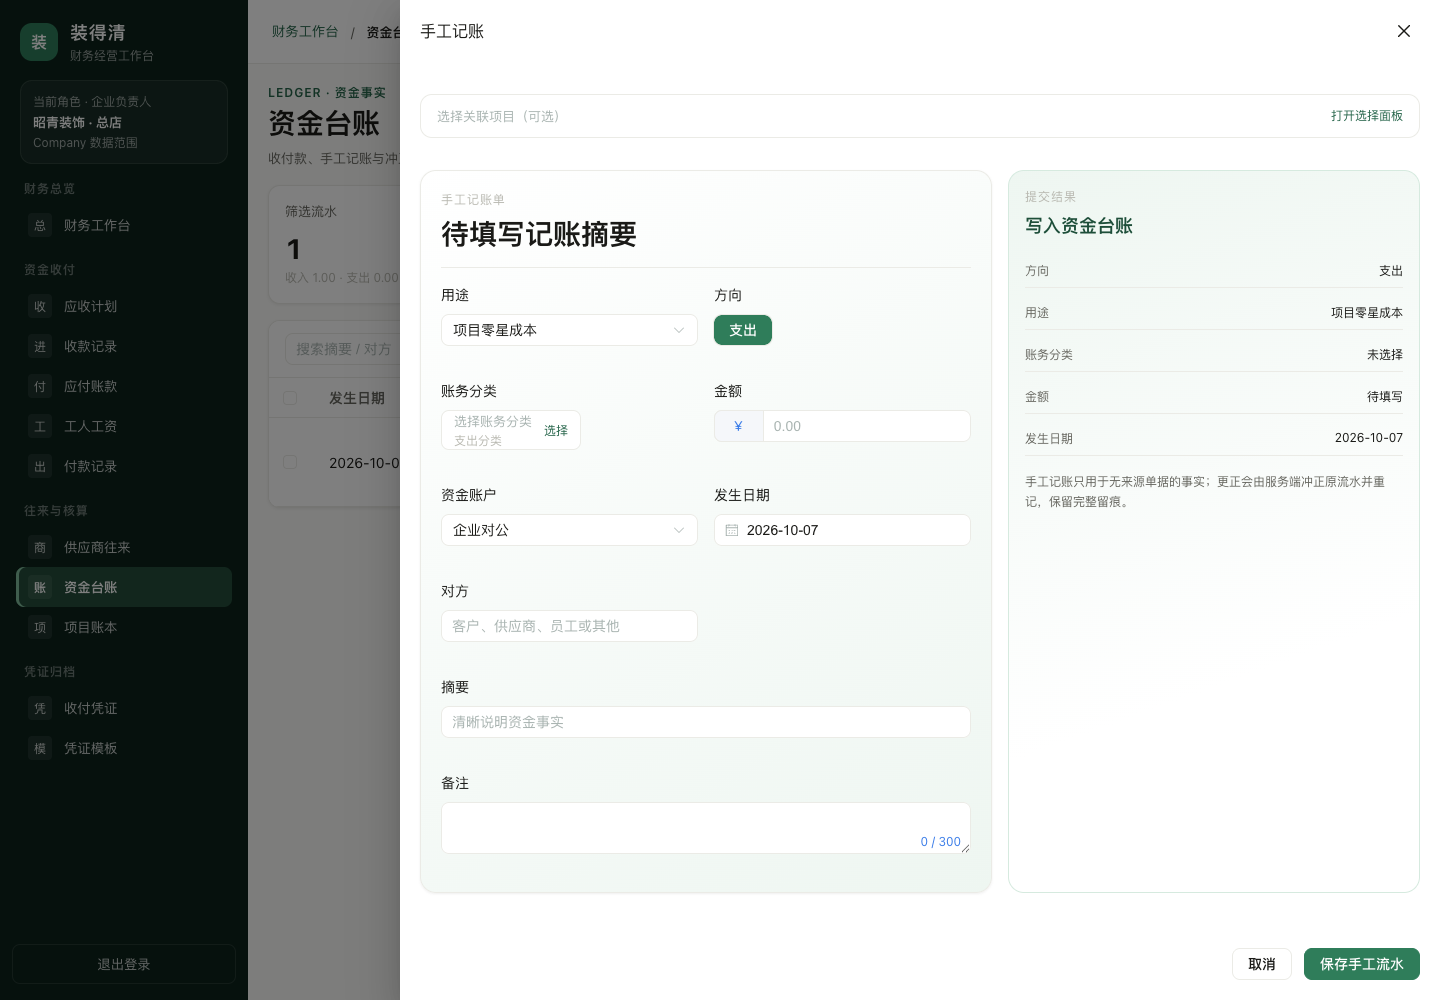 装
装得清
财务经营工作台
当前角色 · 企业负责人
昭青装饰 · 总店
Company 数据范围
财务总览
总 财务工作台
资金收付
收 应收计划
进 收款记录
付 应付账款
工 工人工资
出 付款记录
往来与核算
商 供应商往来
账 资金台账
项 项目账本
凭证归档
凭 收付凭证
模 凭证模板
退出登录
财务工作台 / 资金台
LEDGER · 资金事实
资金台账
收付款、手工记账与冲
筛选流水
1
收入 1.00 · 支出 0.00
搜索摘要 / 对方
发生日期
2026-10-0
手工记账
选择关联项目（可选） 打开选择面板
手工记账单
待填写记账摘要
用途 方向
项目零星成本 支出
账务分类 金额
选择账务分类
支出分类
选择
¥ 0.00
资金账户 发生日期
企业对公 2026-10-07
对方
客户、供应商、员工或其他
摘要
清晰说明资金事实
备注
0 / 300
提交结果
写入资金台账
方向 支出
用途 项目零星成本
账务分类 未选择
金额 待填写
发生日期 2026-10-07
手工记账只用于无来源单据的事实；更正会由服务端冲正原流水并重
记，保留完整留痕。
取消 保存手工流水